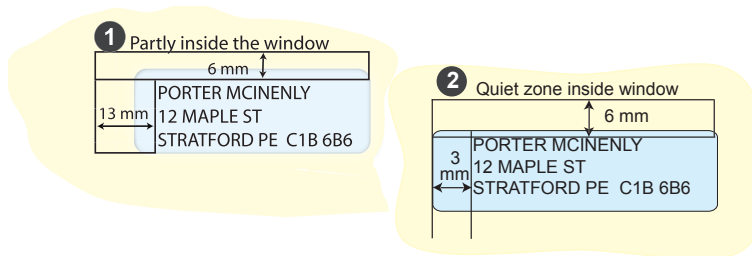 1 Partly inside the window
6 mm
13 mm
PORTER MCINENLY
12 MAPLE ST
STRATFORD PE C1B 6B6
2 Quiet zone inside window
6 mm
3 mm
PORTER MCINENLY
12 MAPLE ST
STRATFORD PE C1B 6B6